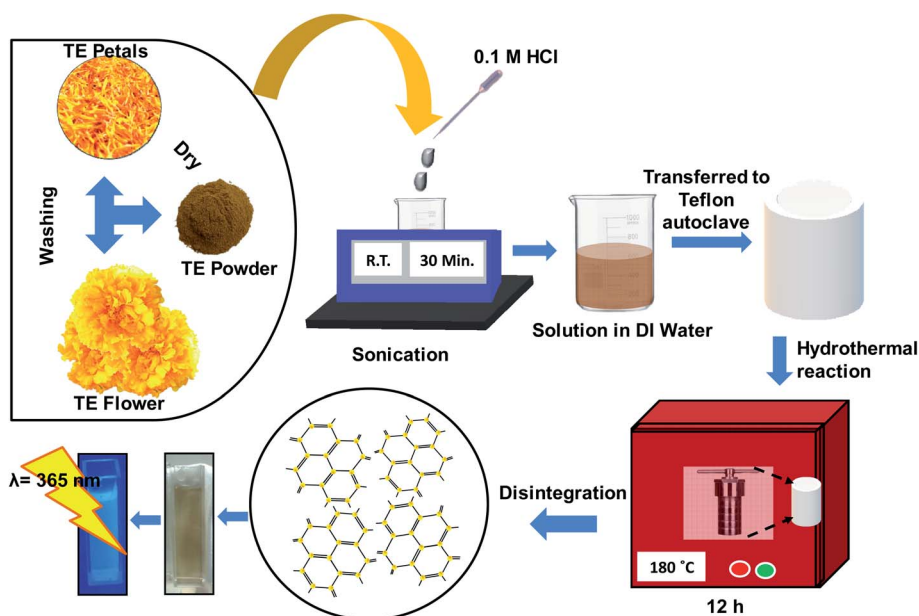 TE Petals
Washing
Dry
TE Powder
TE Flower
0.1 M HCl
R.T.
30 Min.
Sonication
Solution in DI Water
Transferred to
Teflon
autoclave
Hydrothermal
reaction
180 °C
12 h
Disintegration
λ= 365 nm